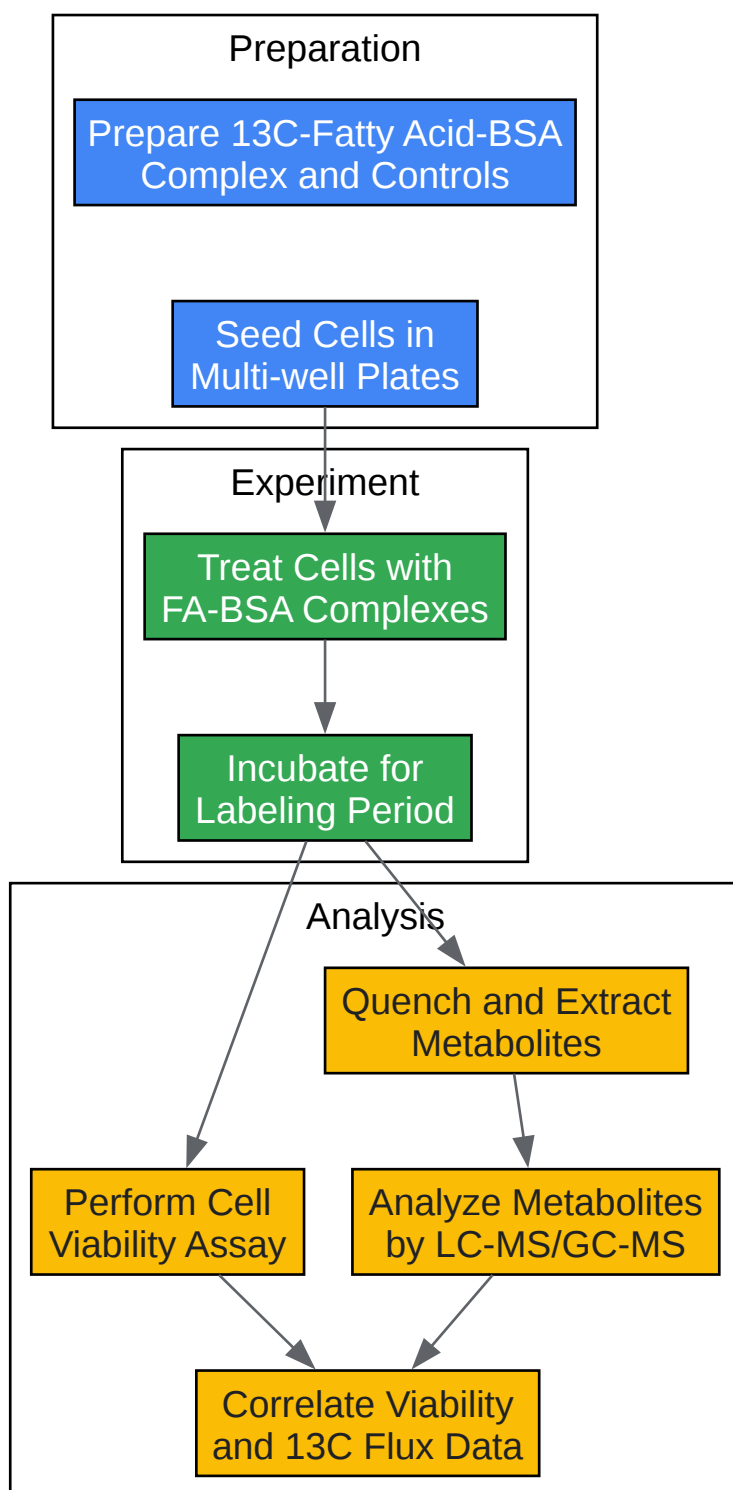 Preparation
Prepare 13C-Fatty Acid-BSA
Complex and Controls
Seed Cells in
Multi-well Plates
Experiment
Treat Cells with
FA-BSA Complexes
Incubate for
Labeling Period
Analysis
Quench and Extract
Metabolites
Perform Cell
Viability Assay
Analyze Metabolites
by LC-MS/GC-MS
Correlate Viability
and 13C Flux Data